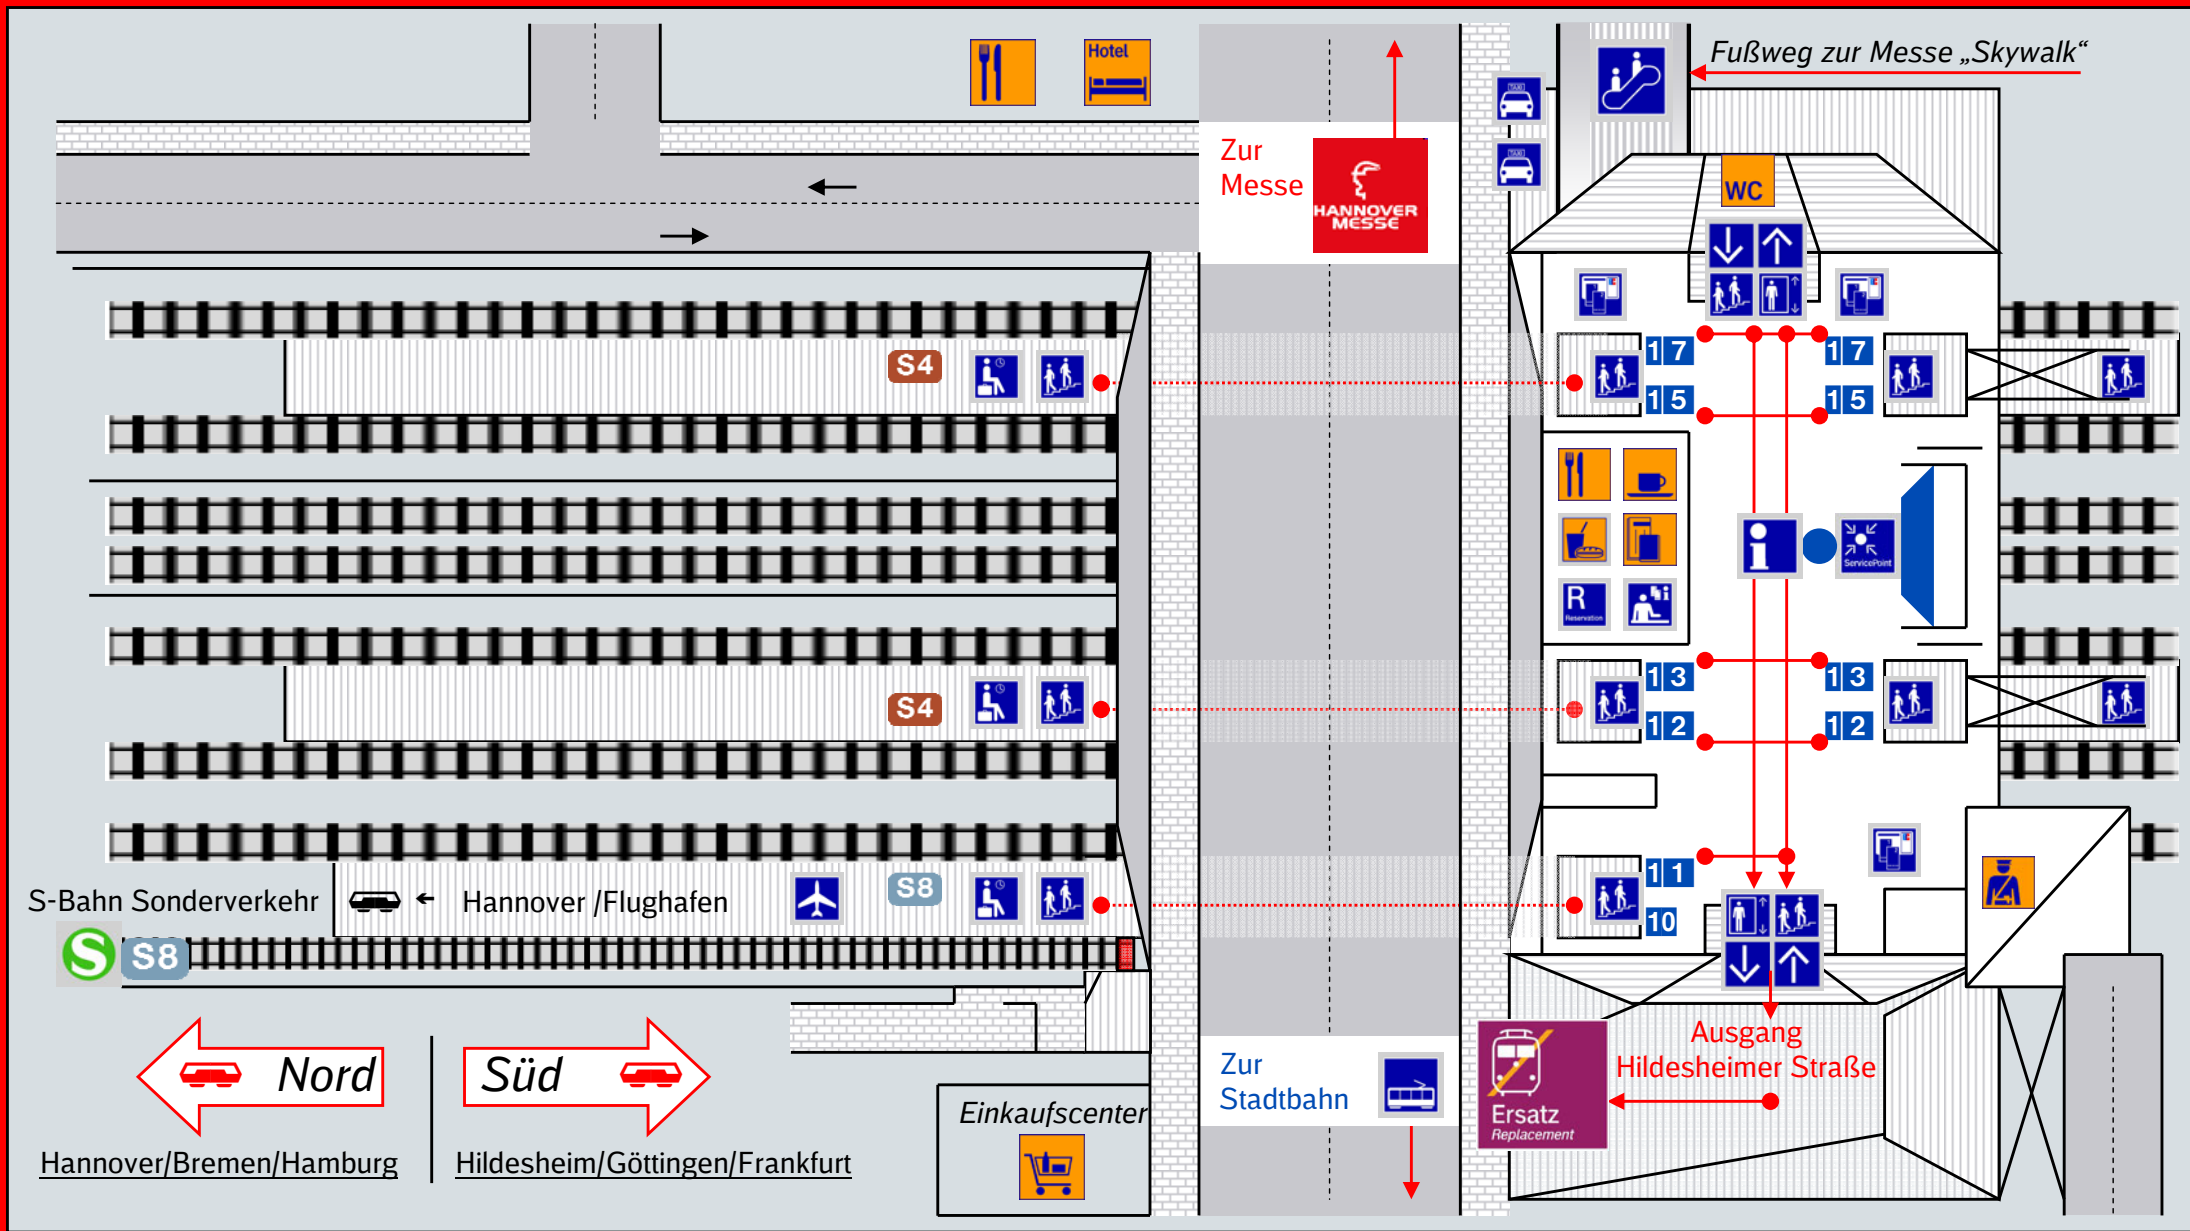 Hotel
Fußweg zur Messe „Skywalk“
TAXI
TAXI
Zur
Messe
HANNOVER
MESSE
WC
S4
17
17
15
15
ServicePoint
R
Reservation
S4
13
13
12
12
11
10
S-Bahn Sonderverkehr
Hannover /Flughafen
S8
S
S8
Nord
Süd
Hannover/Bremen/Hamburg
Hildesheim/Göttingen/Frankfurt
Einkaufscenter
Zur
Stadtbahn
Ersatz
Replacement
Ausgang
Hildesheimer Straße